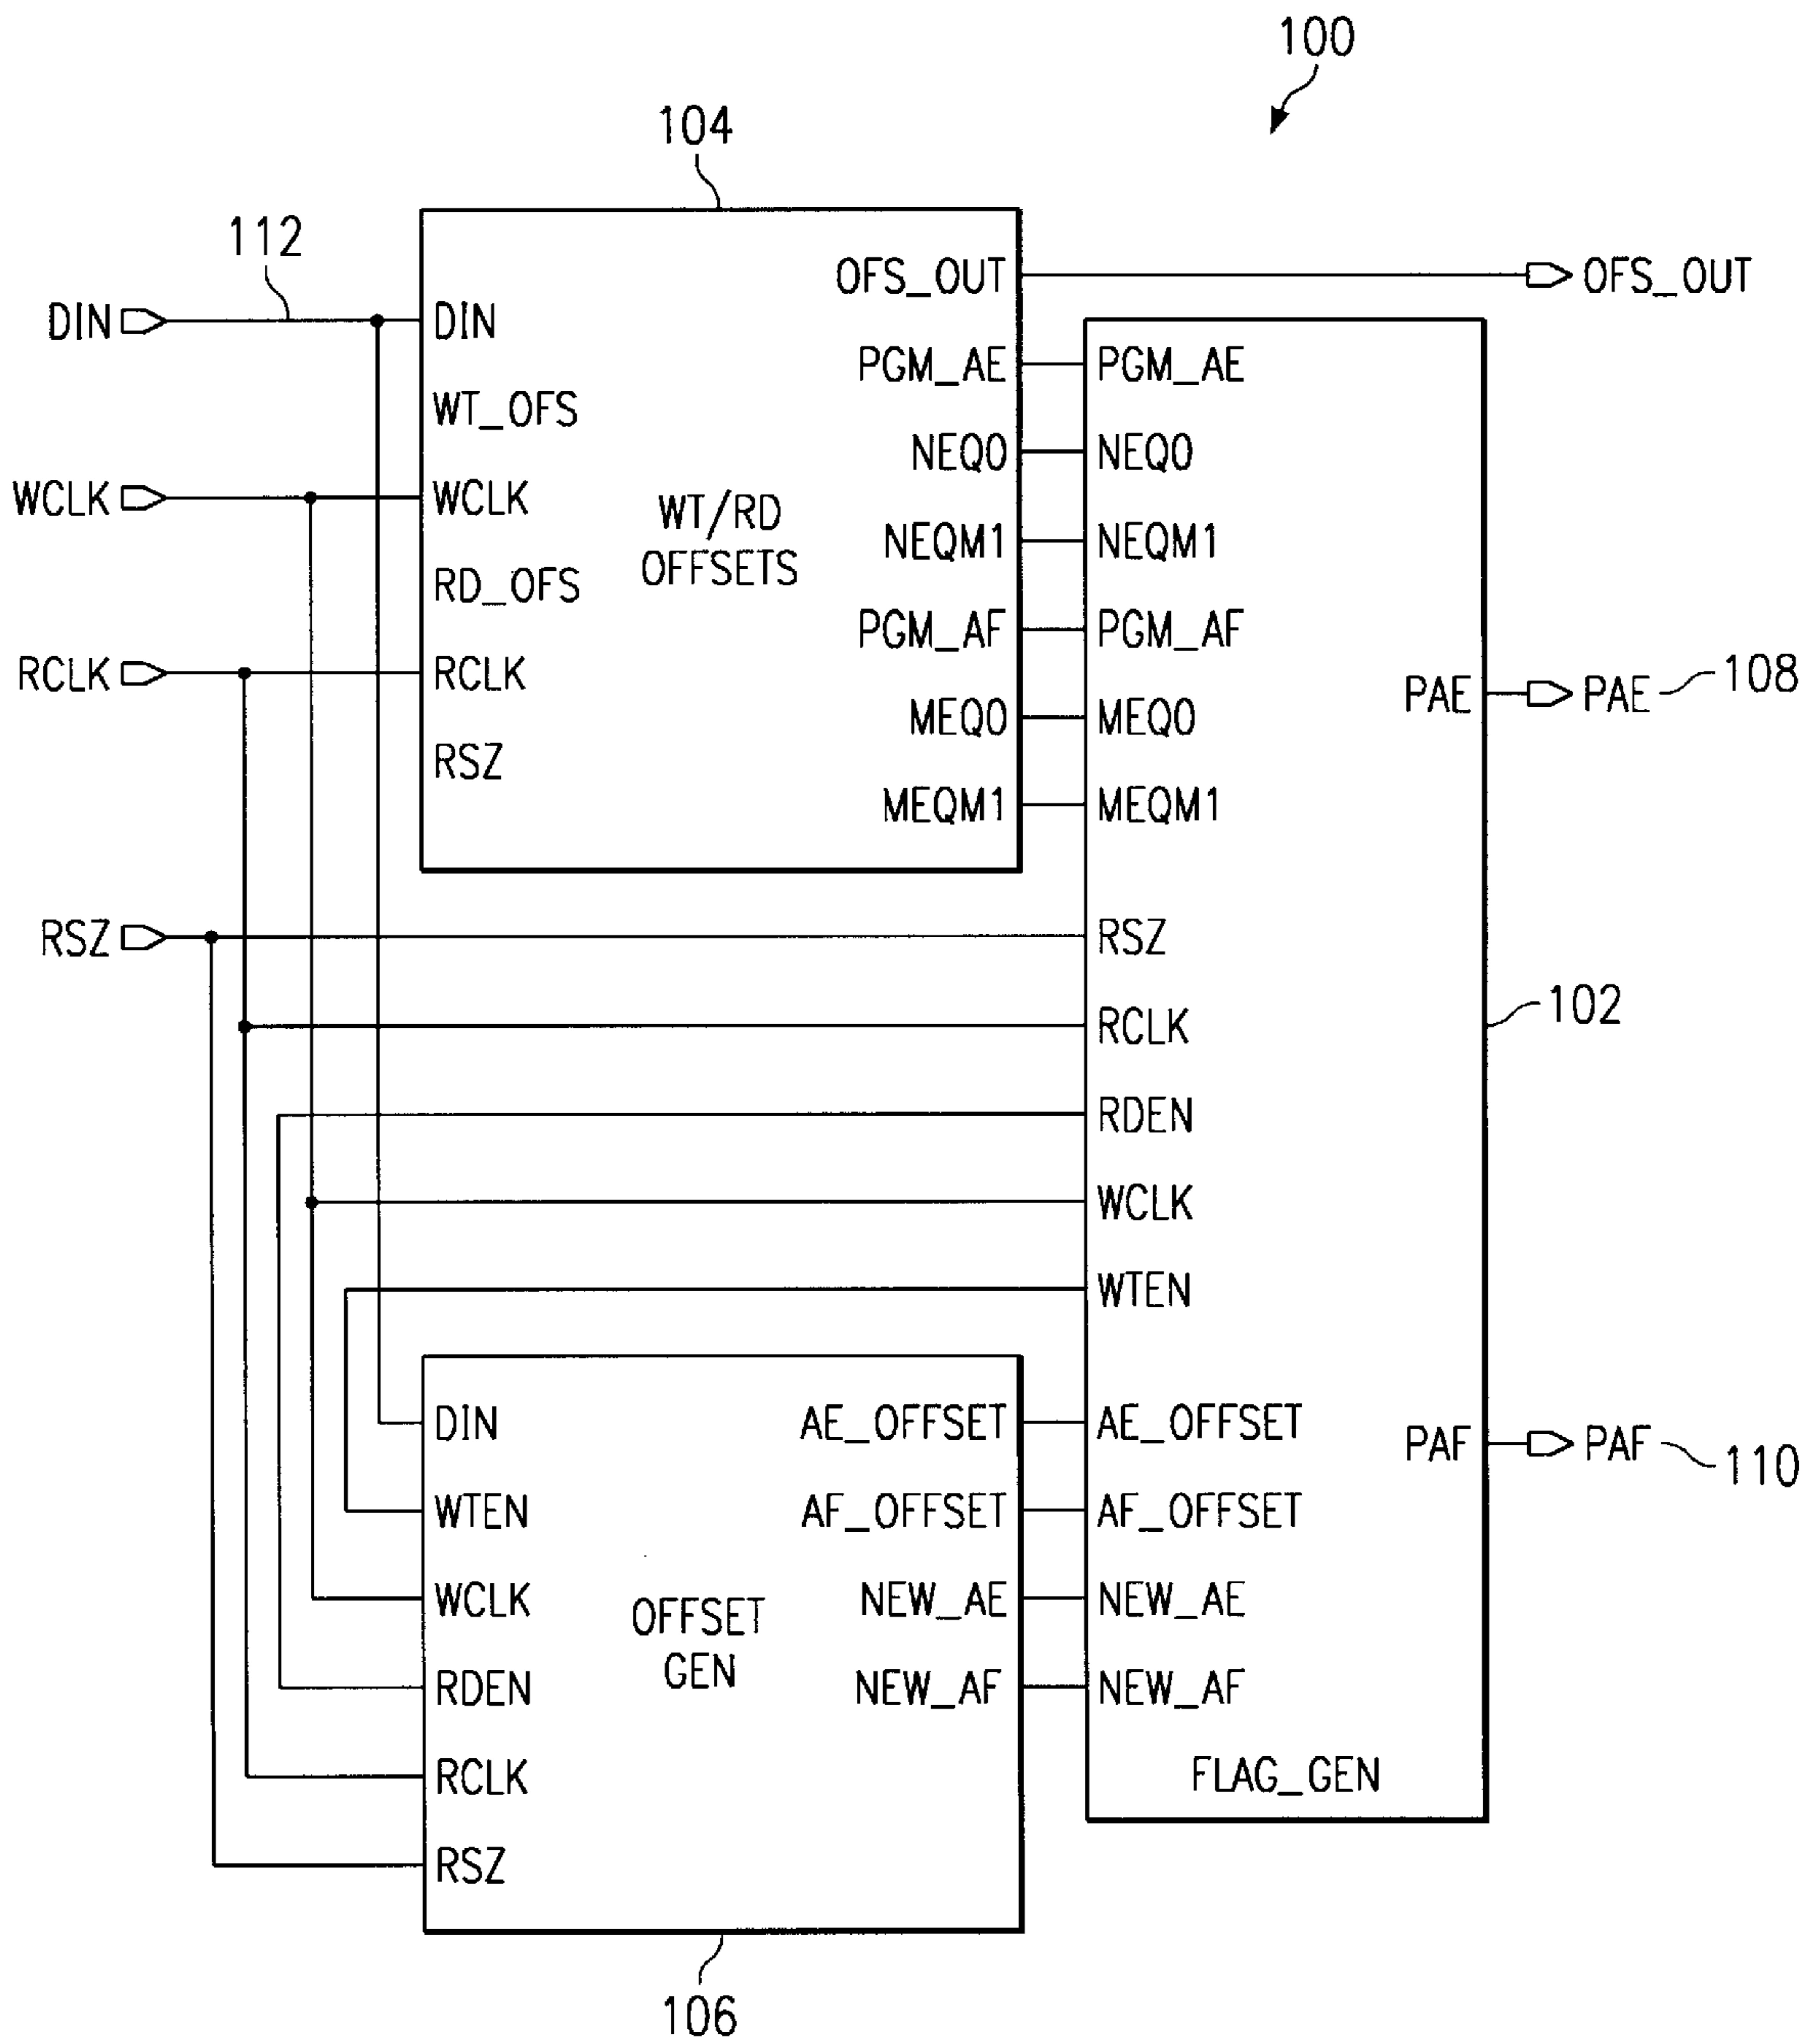 100
104
112
DIN
WCLK
RCLK
RSZ
DIN
WT_OFS
WCLK
RD_OFS
RCLK
RSZ
WT/RD
OFFSETS
OFS_OUT
PGM_AE
NEQ0
NEQM1
PGM_AF
MEQ0
MEQM1
OFS_OUT
PGM_AE
NEQ0
NEQM1
PGM_AF
MEQ0
MEQM1
RSZ
RCLK
RDEN
WCLK
WTEN
AE_OFFSET
AF_OFFSET
NEW_AE
NEW_AF
FLAG_GEN
PAE
PAE
108
102
PAF
PAF
110
DIN
WTEN
WCLK
RDEN
RCLK
RSZ
OFFSET
GEN
AE_OFFSET
AF_OFFSET
NEW_AE
NEW_AF
106